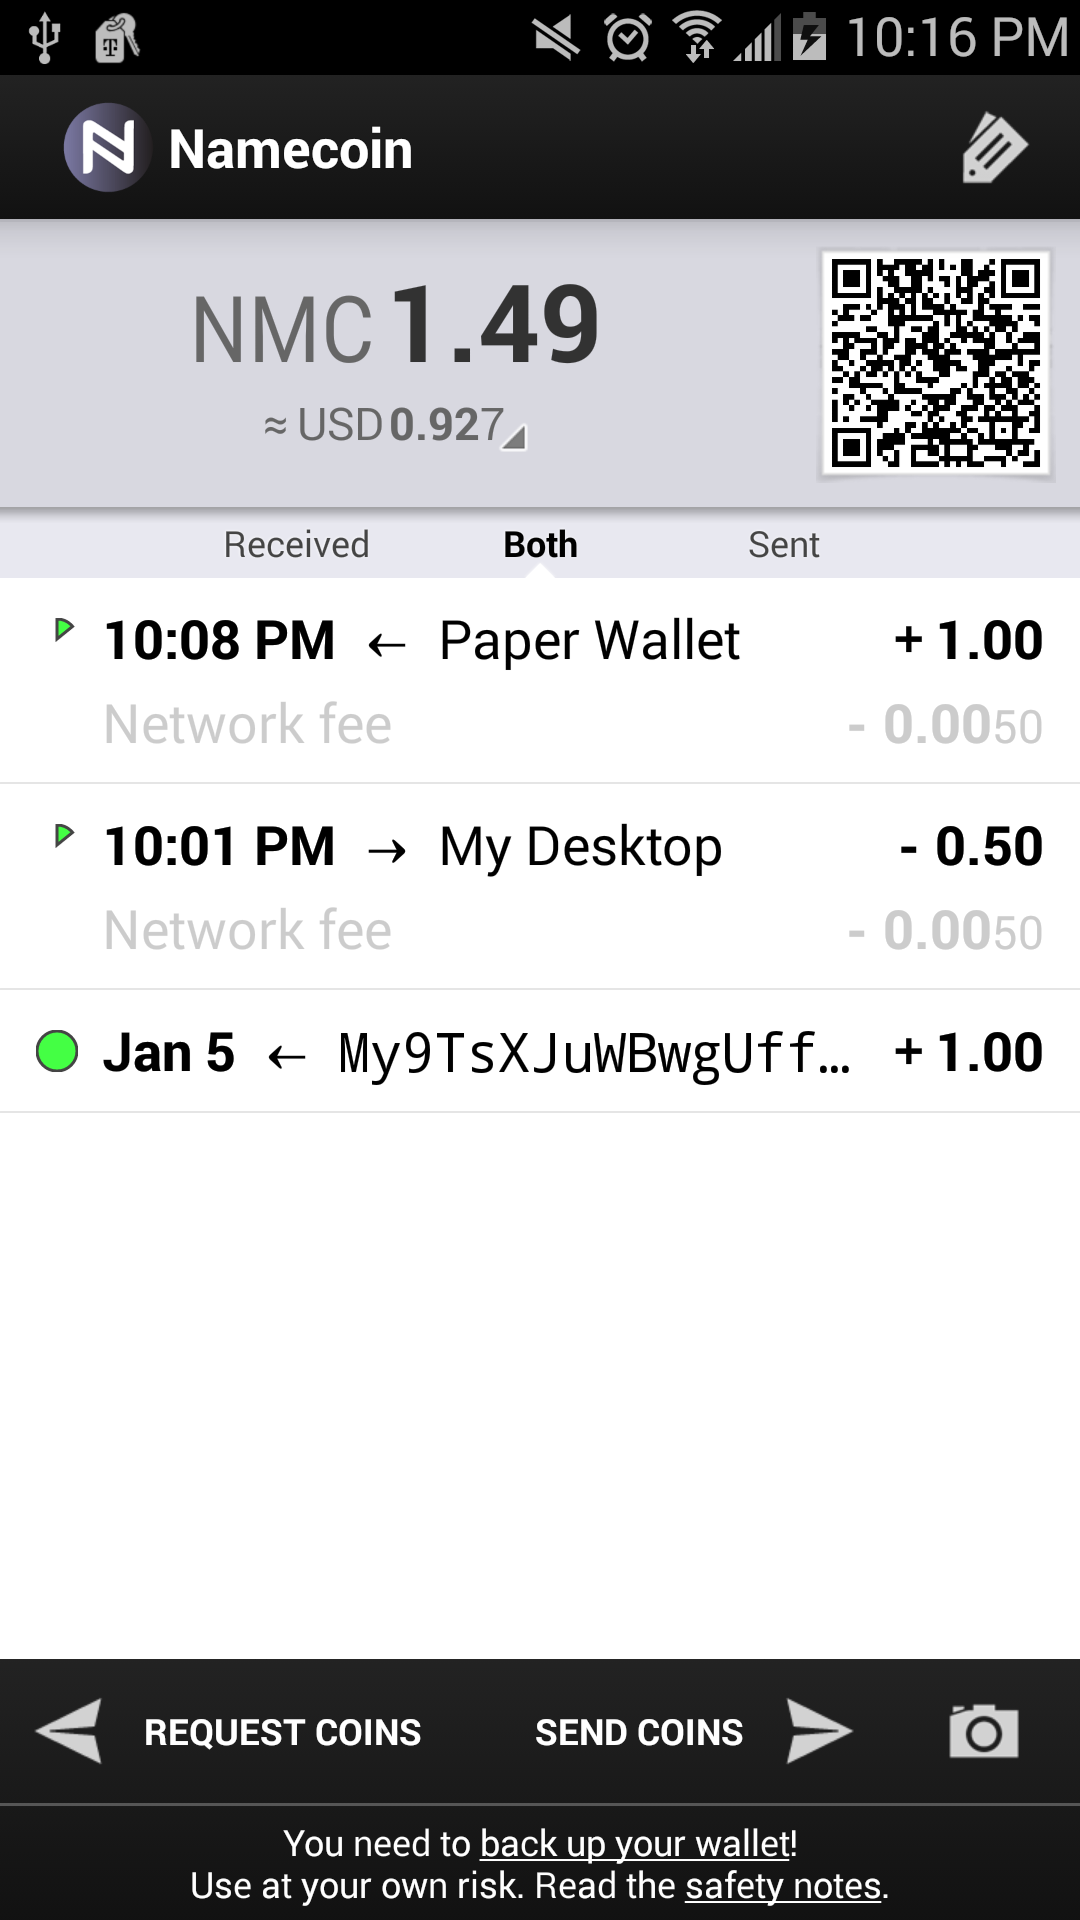 10:16 PM
Namecoin
NMC 1.49
≈ USD 0.927
Received Both Sent
10:08 PM ← Paper Wallet + 1.00
Network fee - 0.0050
10:01 PM → My Desktop - 0.50
Network fee - 0.0050
Jan 5 ← My9TsXJuWBwgUff… + 1.00
REQUEST COINS SEND COINS
You need to back up your wallet!
Use at your own risk. Read the safety notes.